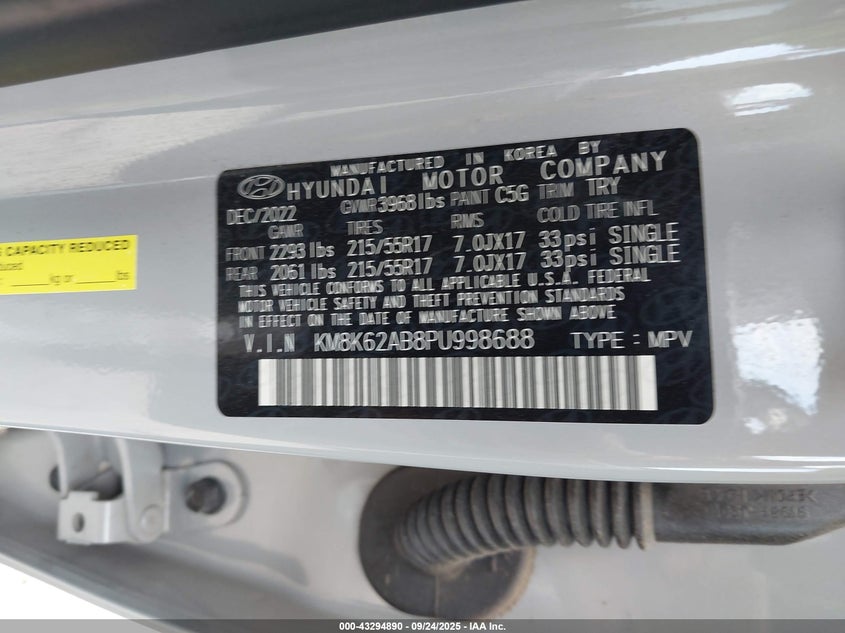 MANUFACTURED IN KOREA BY
HYUNDAI MOTOR COMPANY
DEC/2022 GVWR 3968 lbs PAINT C5G TRIM TRY
GAWR TIRES RMS COLD TIRE INFL
FRONT 2293 lbs 215/55R17 7.0JX17 33psi SINGLE
REAR 2061 lbs 215/55R17 7.0JX17 33psi SINGLE
THIS VEHICLE CONFORMS TO ALL APPLICABLE U.S.A. FEDERAL
MOTOR VEHICLE SAFETY AND THEFT PREVENTION STANDARDS
IN EFFECT ON THE DATE OF MANUFACTURE SHOWN ABOVE
V.I.N KM8K62AB8PU998688 TYPE : MPV
CAPACITY REDUCED
kg or lbs
000-43294890 - 09/24/2025 - IAA Inc.